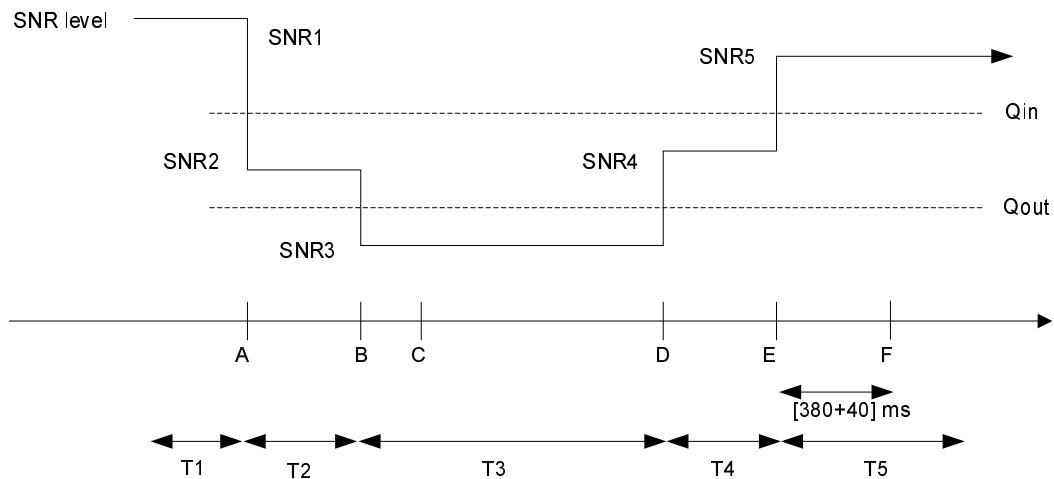 SNR level
SNR1
SNR5
Qin
SNR2
SNR4
Qout
SNR3
A
B
C
D
E
F
[380+40] ms
T1
T2
T3
T4
T5